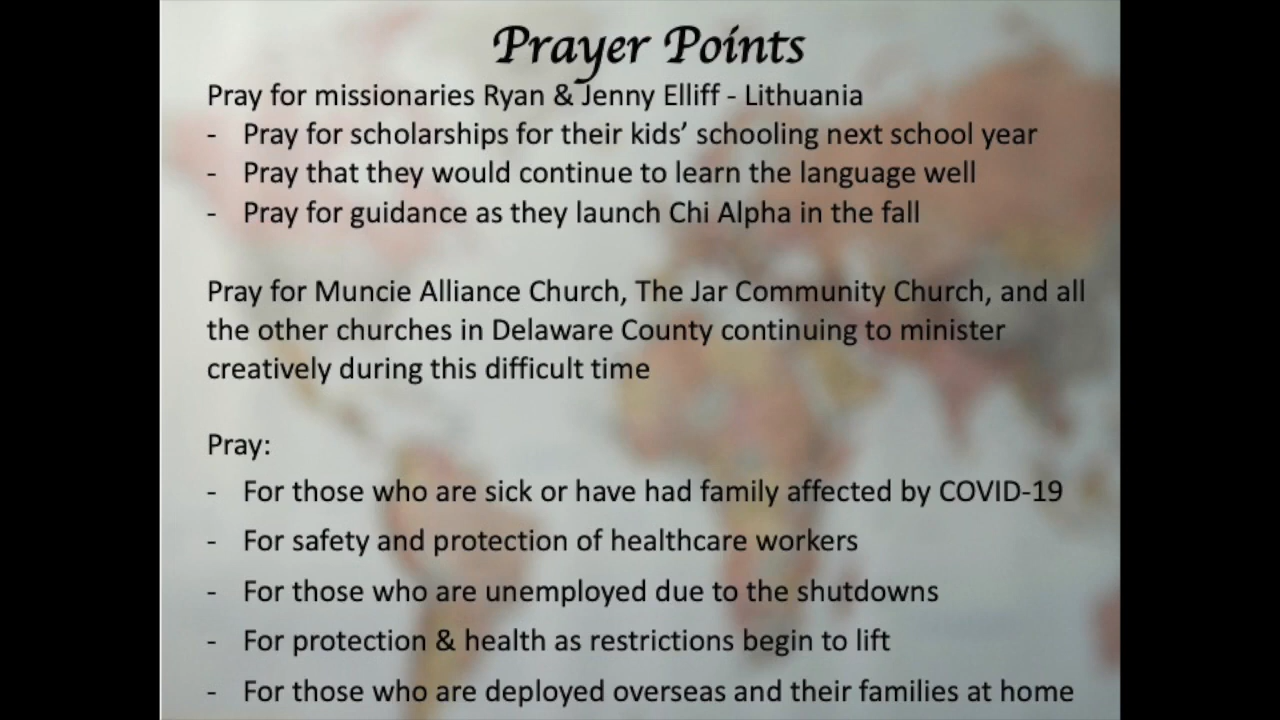 Prayer Points
Pray for missionaries Ryan & Jenny Elliff - Lithuania
- Pray for scholarships for their kids’ schooling next school year
- Pray that they would continue to learn the language well
- Pray for guidance as they launch Chi Alpha in the fall
Pray for Muncie Alliance Church, The Jar Community Church, and all
the other churches in Delaware County continuing to minister
creatively during this difficult time
Pray:
- For those who are sick or have had family affected by COVID-19
- For safety and protection of healthcare workers
- For those who are unemployed due to the shutdowns
- For protection & health as restrictions begin to lift
- For those who are deployed overseas and their families at home